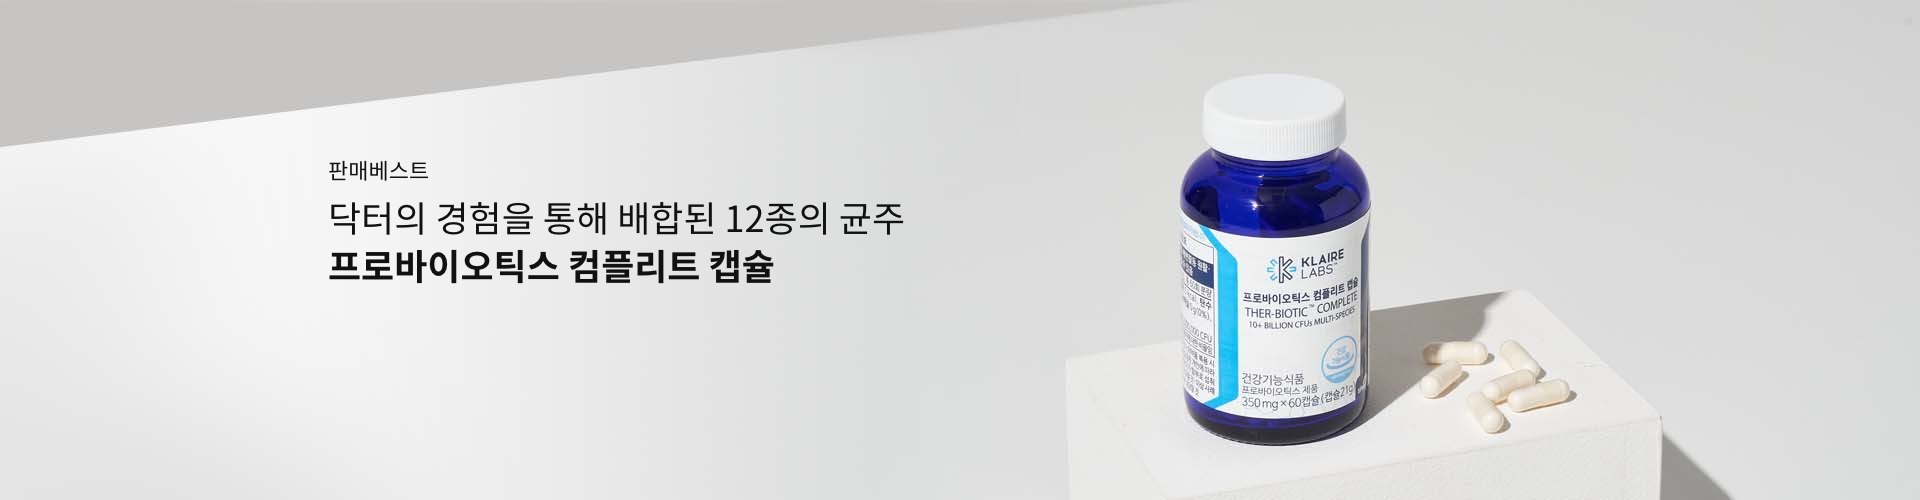 판매베스트
닥터의 경험을 통해 배합된 12종의 균주
프로바이오틱스 컴플리트 캡슐
KLAIRE
LABS™
프로바이오틱스 컴플리트 캡슐
THER-BIOTIC™ COMPLETE
10+ BILLION CFUs MULTI-SPECIES
건강기능식품
프로바이오틱스 제품
350mg×60캡슐(캡슐21g)